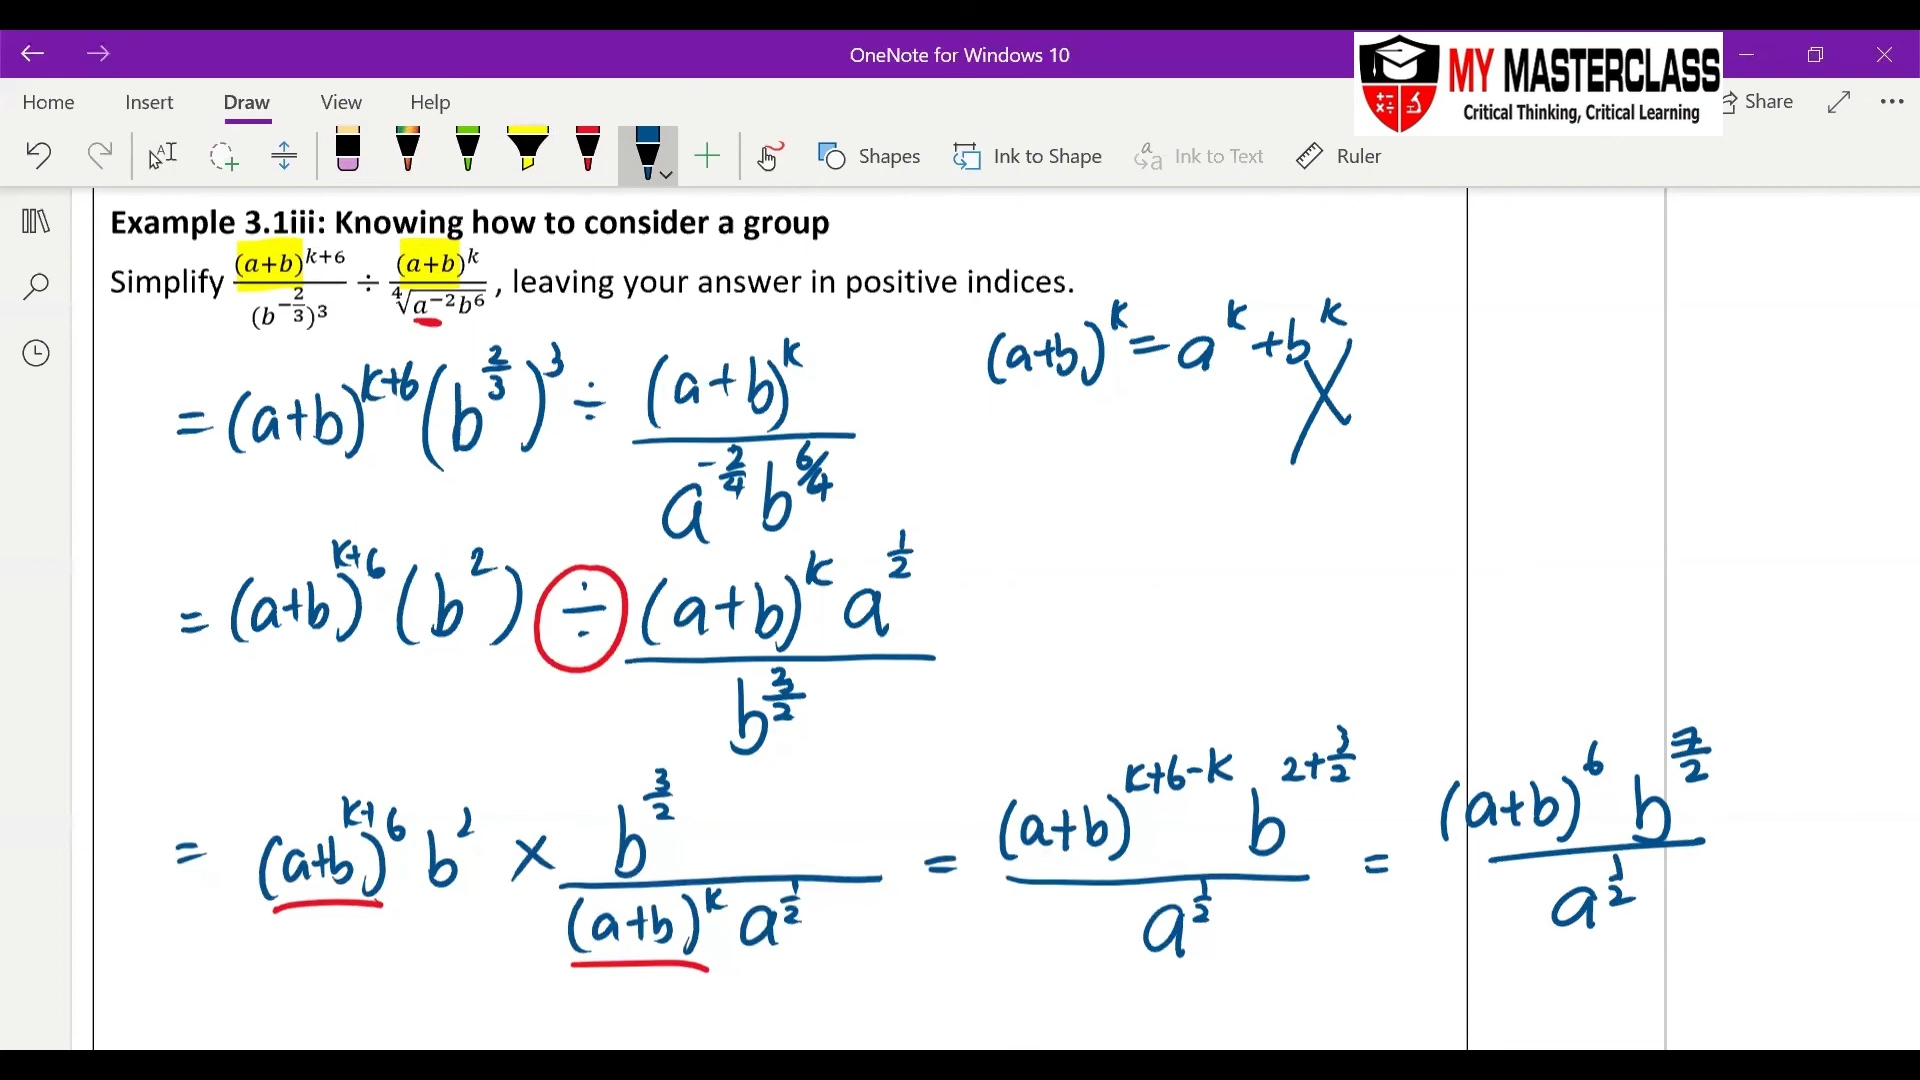 OneNote for Windows 10
MY MASTERCLASS
Critical Thinking, Critical Learning
Home Insert Draw View Help Share
Shapes Ink to Shape Ink to Text Ruler
Example 3.1iii: Knowing how to consider a group
Simplify (a+b)^{k+6}/(b^{-2/3})^3 ÷ (a+b)^k/∜(a^{-2}b^6) , leaving your answer in positive indices.
(a+b)^k = a^k + b^k
= (a+b)^{k+6} (b^{2/3})^3 ÷ (a+b)^k/(a^{-2/4} b^{6/4})
= (a+b)^{k+6} (b^2) ÷ (a+b)^k a^{1/2}/b^{3/2}
= (a+b)^{k+6} b^2 × b^{3/2}/((a+b)^k a^{1/2}) = (a+b)^{k+6-k} b^{2+3/2}/a^{1/2} = (a+b)^6 b^{7/2}/a^{1/2}